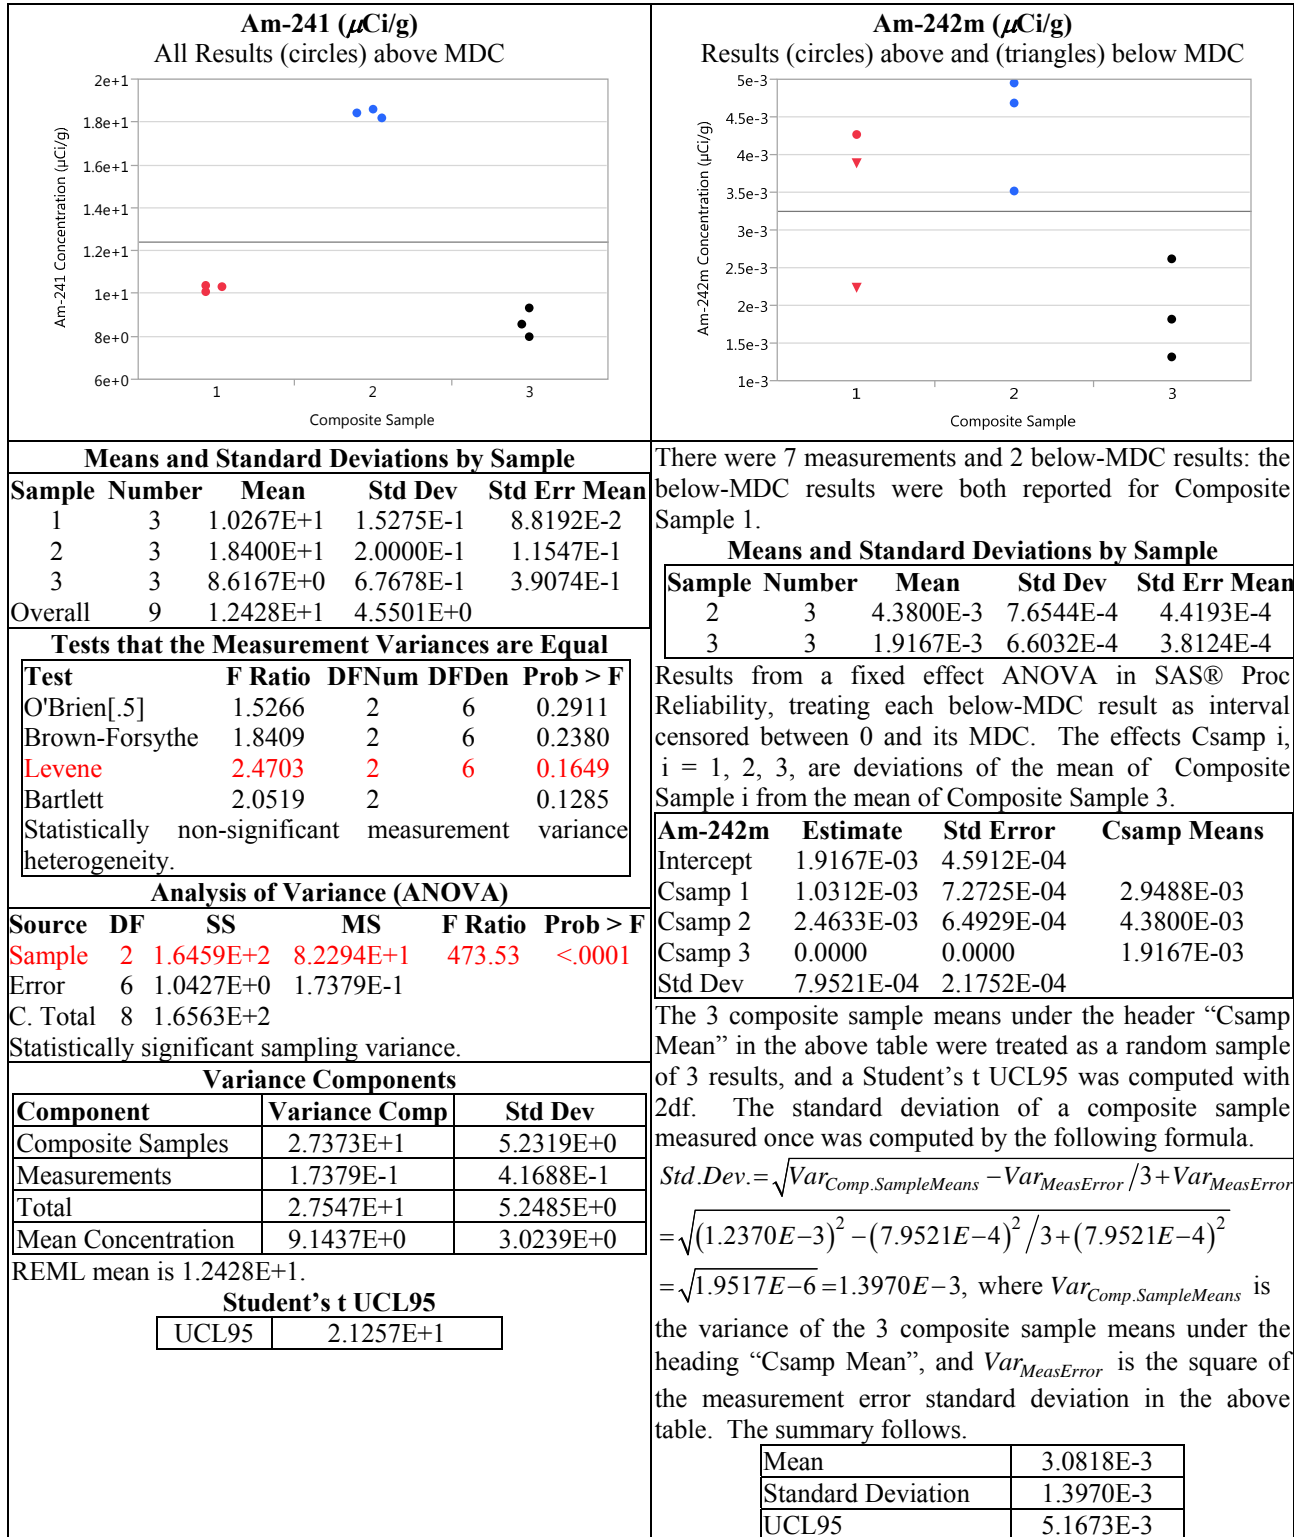 Am-241 (μCi/g)
All Results (circles) above MDC
2e+1
1.8e+1
1.6e+1
1.4e+1
1.2e+1
1e+1
8e+0
6e+0
Am-241 Concentration (μCi/g)
1 2 3
Composite Sample
Means and Standard Deviations by Sample
Sample Number Mean Std Dev Std Err Mean
1 3 1.0267E+1 1.5275E-1 8.8192E-2
2 3 1.8400E+1 2.0000E-1 1.1547E-1
3 3 8.6167E+0 6.7678E-1 3.9074E-1
Overall 9 1.2428E+1 4.5501E+0
Tests that the Measurement Variances are Equal
Test F Ratio DFNum DFDen Prob > F
O'Brien[.5] 1.5266 2 6 0.2911
Brown-Forsythe 1.8409 2 6 0.2380
Levene 2.4703 2 6 0.1649
Bartlett 2.0519 2 0.1285
Statistically non-significant measurement variance
heterogeneity.
Analysis of Variance (ANOVA)
Source DF SS MS F Ratio Prob > F
Sample 2 1.6459E+2 8.2294E+1 473.53 <.0001
Error 6 1.0427E+0 1.7379E-1
C. Total 8 1.6563E+2
Statistically significant sampling variance.
Variance Components
Component Variance Comp Std Dev
Composite Samples 2.7373E+1 5.2319E+0
Measurements 1.7379E-1 4.1688E-1
Total 2.7547E+1 5.2485E+0
Mean Concentration 9.1437E+0 3.0239E+0
REML mean is 1.2428E+1.
Student’s t UCL95
UCL95 2.1257E+1
Am-242m (μCi/g)
Results (circles) above and (triangles) below MDC
5e-3
4.5e-3
4e-3
3.5e-3
3e-3
2.5e-3
2e-3
1.5e-3
1e-3
Am-242m Concentration (μCi/g)
1 2 3
Composite Sample
There were 7 measurements and 2 below-MDC results: the
below-MDC results were both reported for Composite
Sample 1.
Means and Standard Deviations by Sample
Sample Number Mean Std Dev Std Err Mean
2 3 4.3800E-3 7.6544E-4 4.4193E-4
3 3 1.9167E-3 6.6032E-4 3.8124E-4
Results from a fixed effect ANOVA in SAS® Proc
Reliability, treating each below-MDC result as interval
censored between 0 and its MDC. The effects Csamp i,
i = 1, 2, 3, are deviations of the mean of Composite
Sample i from the mean of Composite Sample 3.
Am-242m Estimate Std Error Csamp Means
Intercept 1.9167E-03 4.5912E-04
Csamp 1 1.0312E-03 7.2725E-04 2.9488E-03
Csamp 2 2.4633E-03 6.4929E-04 4.3800E-03
Csamp 3 0.0000 0.0000 1.9167E-03
Std Dev 7.9521E-04 2.1752E-04
The 3 composite sample means under the header “Csamp
Mean” in the above table were treated as a random sample
of 3 results, and a Student’s t UCL95 was computed with
2df. The standard deviation of a composite sample
measured once was computed by the following formula.
Std.Dev.=√Var_Comp.SampleMeans −Var_MeasError/3+Var_MeasError
=√(1.2370E−3)² −(7.9521E−4)²/3+(7.9521E−4)²
=√1.9517E−6=1.3970E−3, where Var_Comp.SampleMeans is
the variance of the 3 composite sample means under the
heading “Csamp Mean”, and Var_MeasError is the square of
the measurement error standard deviation in the above
table. The summary follows.
Mean 3.0818E-3
Standard Deviation 1.3970E-3
UCL95 5.1673E-3